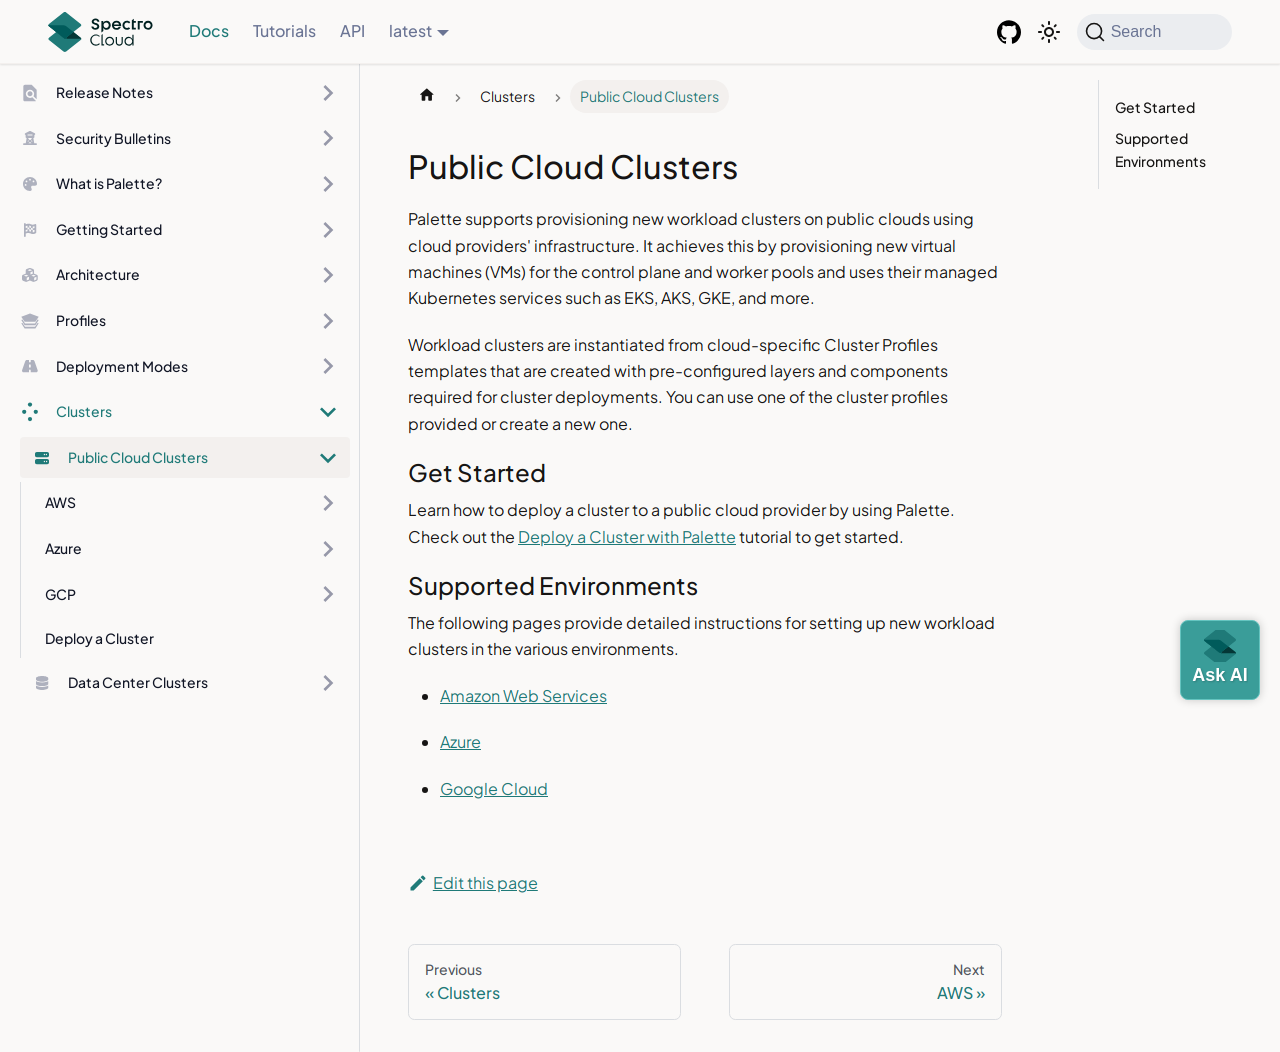 Spectro
Cloud
Docs
Tutorials
API
latest
Search
Release Notes
Security Bulletins
What is Palette?
Getting Started
Architecture
Profiles
Deployment Modes
Clusters
Public Cloud Clusters
AWS
Azure
GCP
Deploy a Cluster
Data Center Clusters
Clusters
Public Cloud Clusters
Public Cloud Clusters
Palette supports provisioning new workload clusters on public clouds using
cloud providers' infrastructure. It achieves this by provisioning new virtual
machines (VMs) for the control plane and worker pools and uses their managed
Kubernetes services such as EKS, AKS, GKE, and more.
Workload clusters are instantiated from cloud-specific Cluster Profiles
templates that are created with pre-configured layers and components
required for cluster deployments. You can use one of the cluster profiles
provided or create a new one.
Get Started
Learn how to deploy a cluster to a public cloud provider by using Palette.
Check out the Deploy a Cluster with Palette tutorial to get started.
Supported Environments
The following pages provide detailed instructions for setting up new workload
clusters in the various environments.
Amazon Web Services
Azure
Google Cloud
Edit this page
Previous
« Clusters
Next
AWS »
Get Started
Supported
Environments
Ask AI